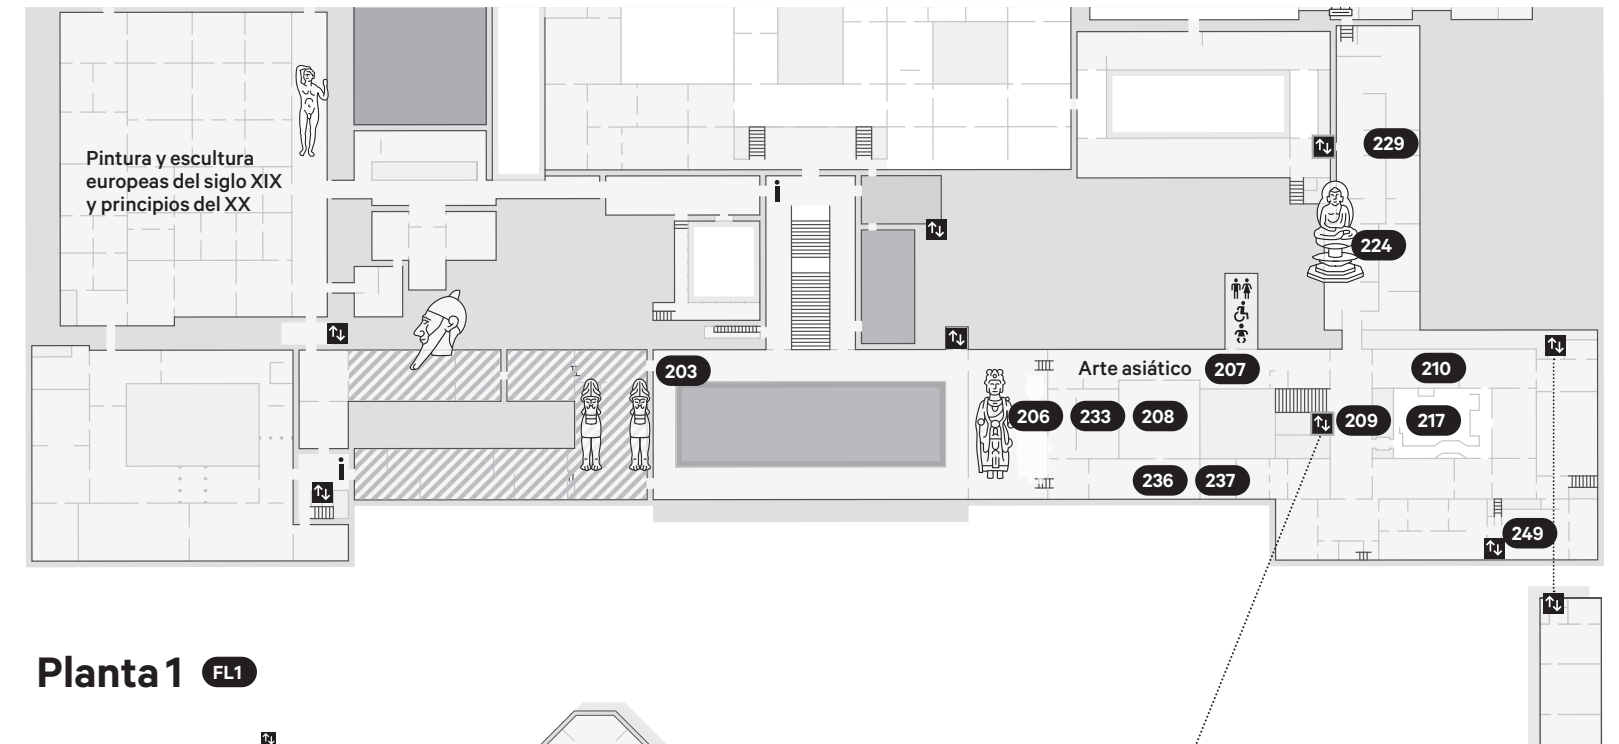 229
Pintura y escultura
europeas del siglo XIX
y principios del XX
i
224
203
Arte asiático
207
210
206
233
208
209
217
i
236
237
249
Planta 1 FL1